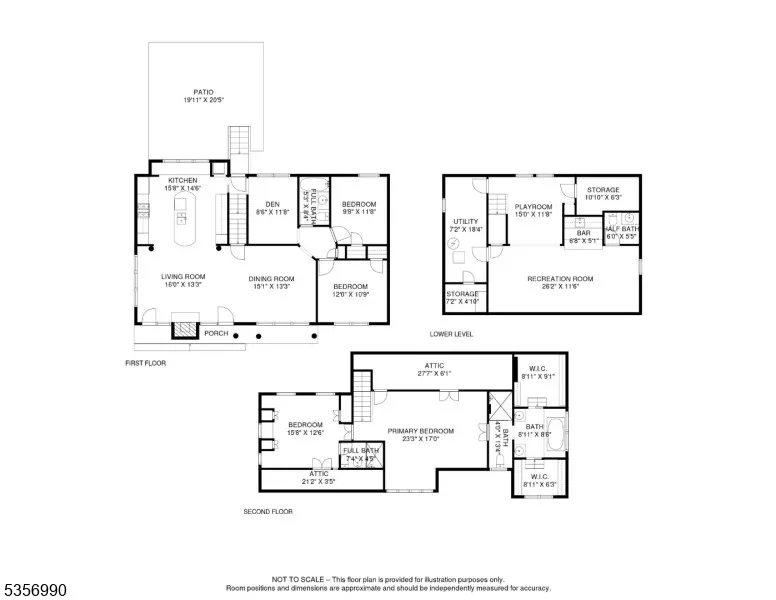 PATIO
19'11" X 20'5"
KITCHEN
15'8" X 14'6"
DEN
8'6" X 11'8"
FULL BATH
5'3" X 8'4"
BEDROOM
9'8" X 11'8"
LIVING ROOM
16'0" X 13'3"
DINING ROOM
15'1" X 13'3"
BEDROOM
12'0" X 10'9"
PORCH
FIRST FLOOR
PLAYROOM
15'0" X 11'8"
STORAGE
10'10" X 6'3"
UTILITY
7'2" X 18'4"
BAR
6'8" X 5'1"
HALF BATH
6'0" X 5'5"
RECREATION ROOM
26'2" X 11'6"
STORAGE
7'2" X 4'10"
LOWER LEVEL
ATTIC
27'7" X 6'1"
W.I.C.
8'11" X 9'1"
BEDROOM
15'8" X 12'6"
PRIMARY BEDROOM
23'3" X 17'0"
BATH
4'0" X 13'4"
BATH
8'11" X 8'6"
FULL BATH
7'4" X 4'5"
ATTIC
21'2" X 3'5"
W.I.C.
8'11" X 6'3"
SECOND FLOOR
NOT TO SCALE – This floor plan is provided for illustration purposes only.
Room positions and dimensions are approximate and should be independently measured for accuracy.
5356990